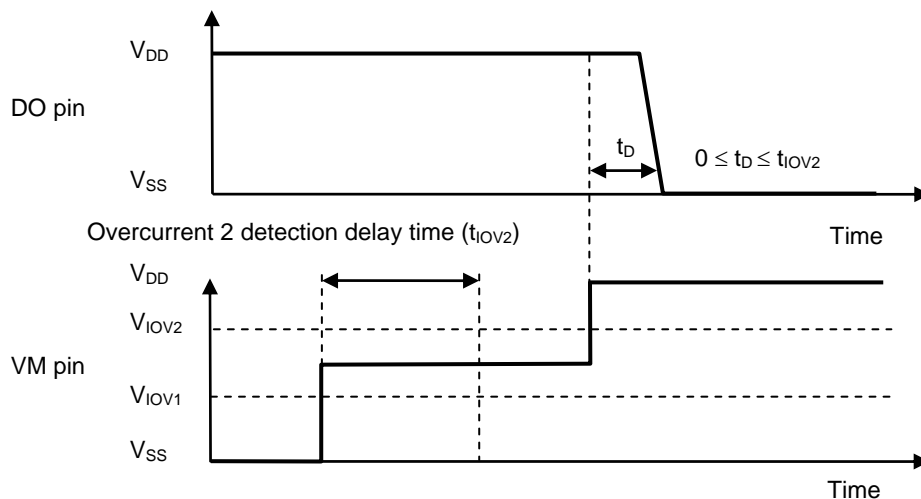 V_DD
DO pin
t_D
0 ≤ t_D ≤ t_IOV2
V_SS
Overcurrent 2 detection delay time (t_IOV2)
Time
V_DD
V_IOV2
VM pin
V_IOV1
V_SS
Time